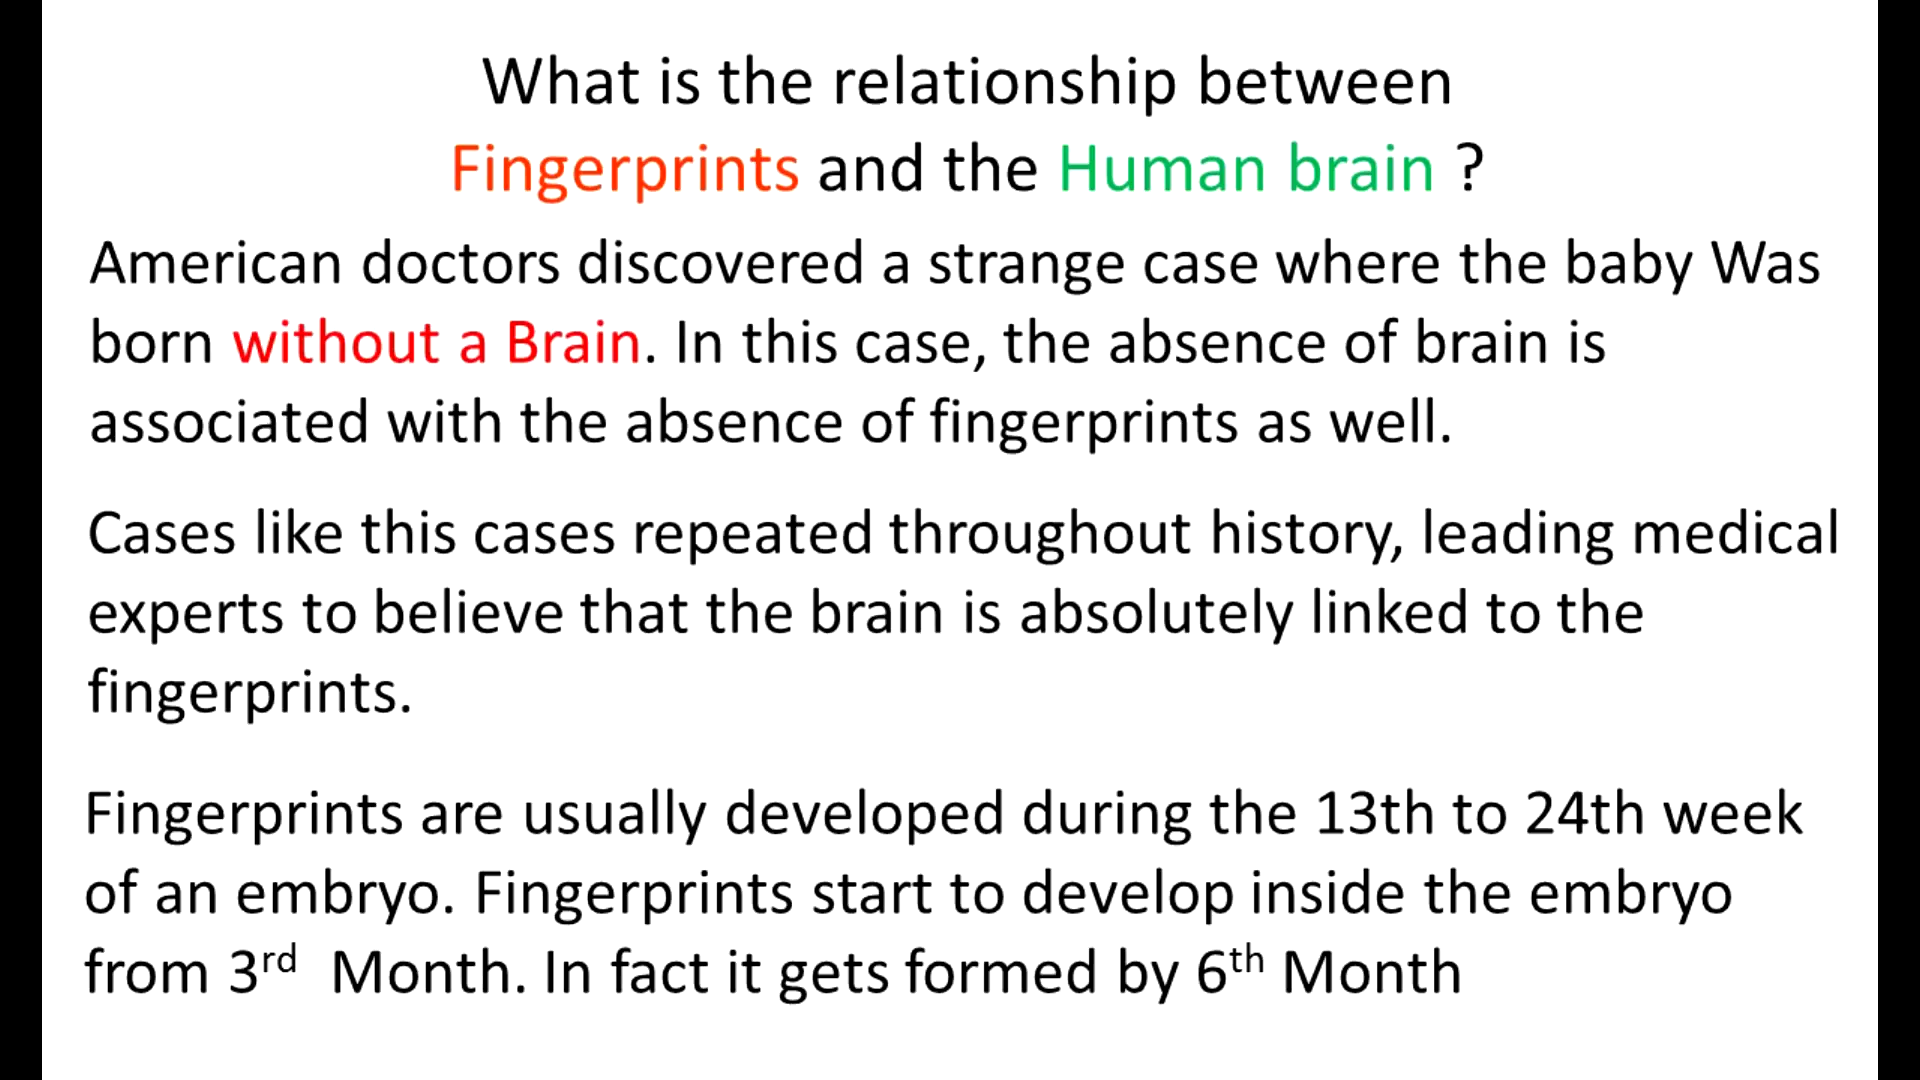 What is the relationship between
Fingerprints and the Human brain ?
American doctors discovered a strange case where the baby Was
born without a Brain. In this case, the absence of brain is
associated with the absence of fingerprints as well.
Cases like this cases repeated throughout history, leading medical
experts to believe that the brain is absolutely linked to the
fingerprints.
Fingerprints are usually developed during the 13th to 24th week
of an embryo. Fingerprints start to develop inside the embryo
from 3rd Month. In fact it gets formed by 6th Month